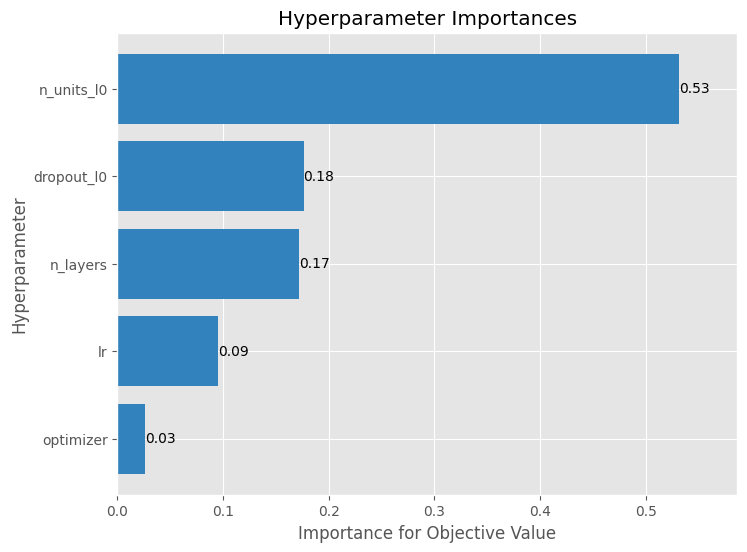 Hyperparameter Importances
Hyperparameter
n_units_l0
0.53
dropout_l0
0.18
n_layers
0.17
lr
0.09
optimizer
0.03
0.0 0.1 0.2 0.3 0.4 0.5
Importance for Objective Value